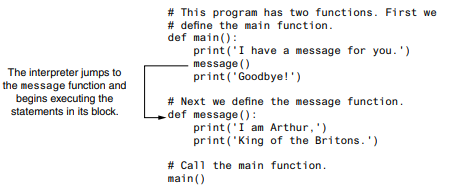 # This program has two functions. First we
# define the main function.
def main():
    print('I have a message for you.')
    message()
    print('Goodbye!')
The interpreter jumps to
the message function and
begins executing the
statements in its block.
# Next we define the message function.
def message():
    print('I am Arthur,')
    print('King of the Britons.')
# Call the main function.
main()